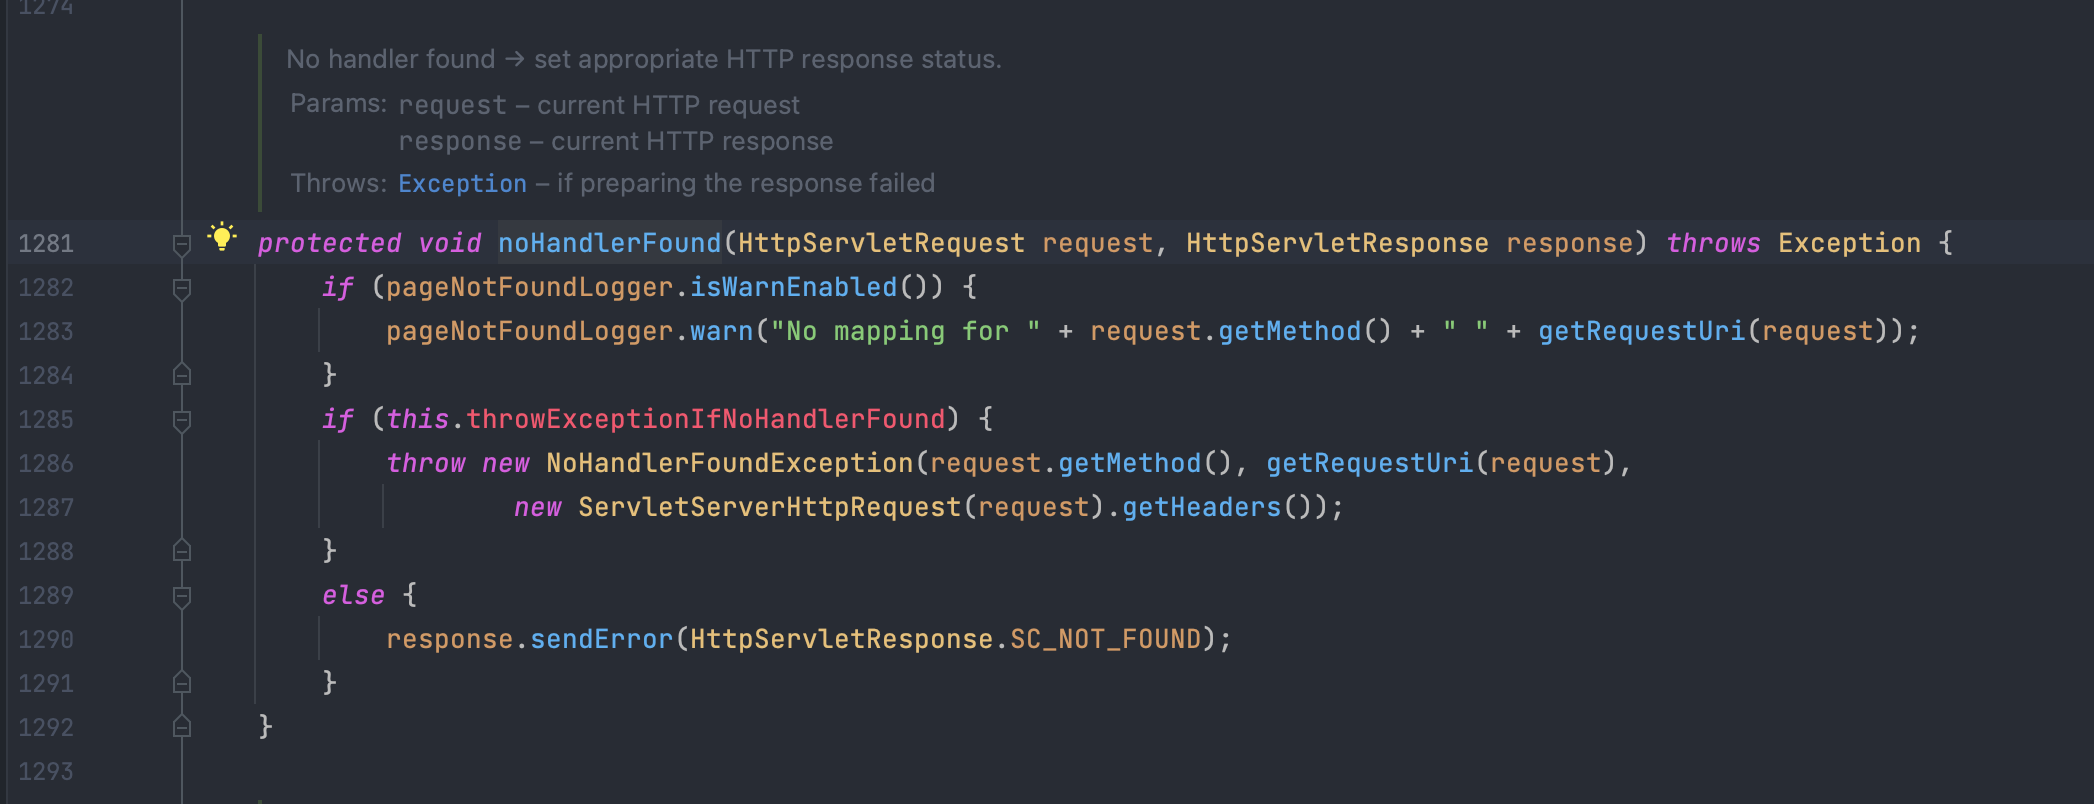 1274
No handler found → set appropriate HTTP response status.
Params: request – current HTTP request
response – current HTTP response
Throws: Exception – if preparing the response failed
1281 protected void noHandlerFound(HttpServletRequest request, HttpServletResponse response) throws Exception {
1282 if (pageNotFoundLogger.isWarnEnabled()) {
1283 pageNotFoundLogger.warn("No mapping for " + request.getMethod() + " " + getRequestUri(request));
1284 }
1285 if (this.throwExceptionIfNoHandlerFound) {
1286 throw new NoHandlerFoundException(request.getMethod(), getRequestUri(request),
1287 new ServletServerHttpRequest(request).getHeaders());
1288 }
1289 else {
1290 response.sendError(HttpServletResponse.SC_NOT_FOUND);
1291 }
1292 }
1293